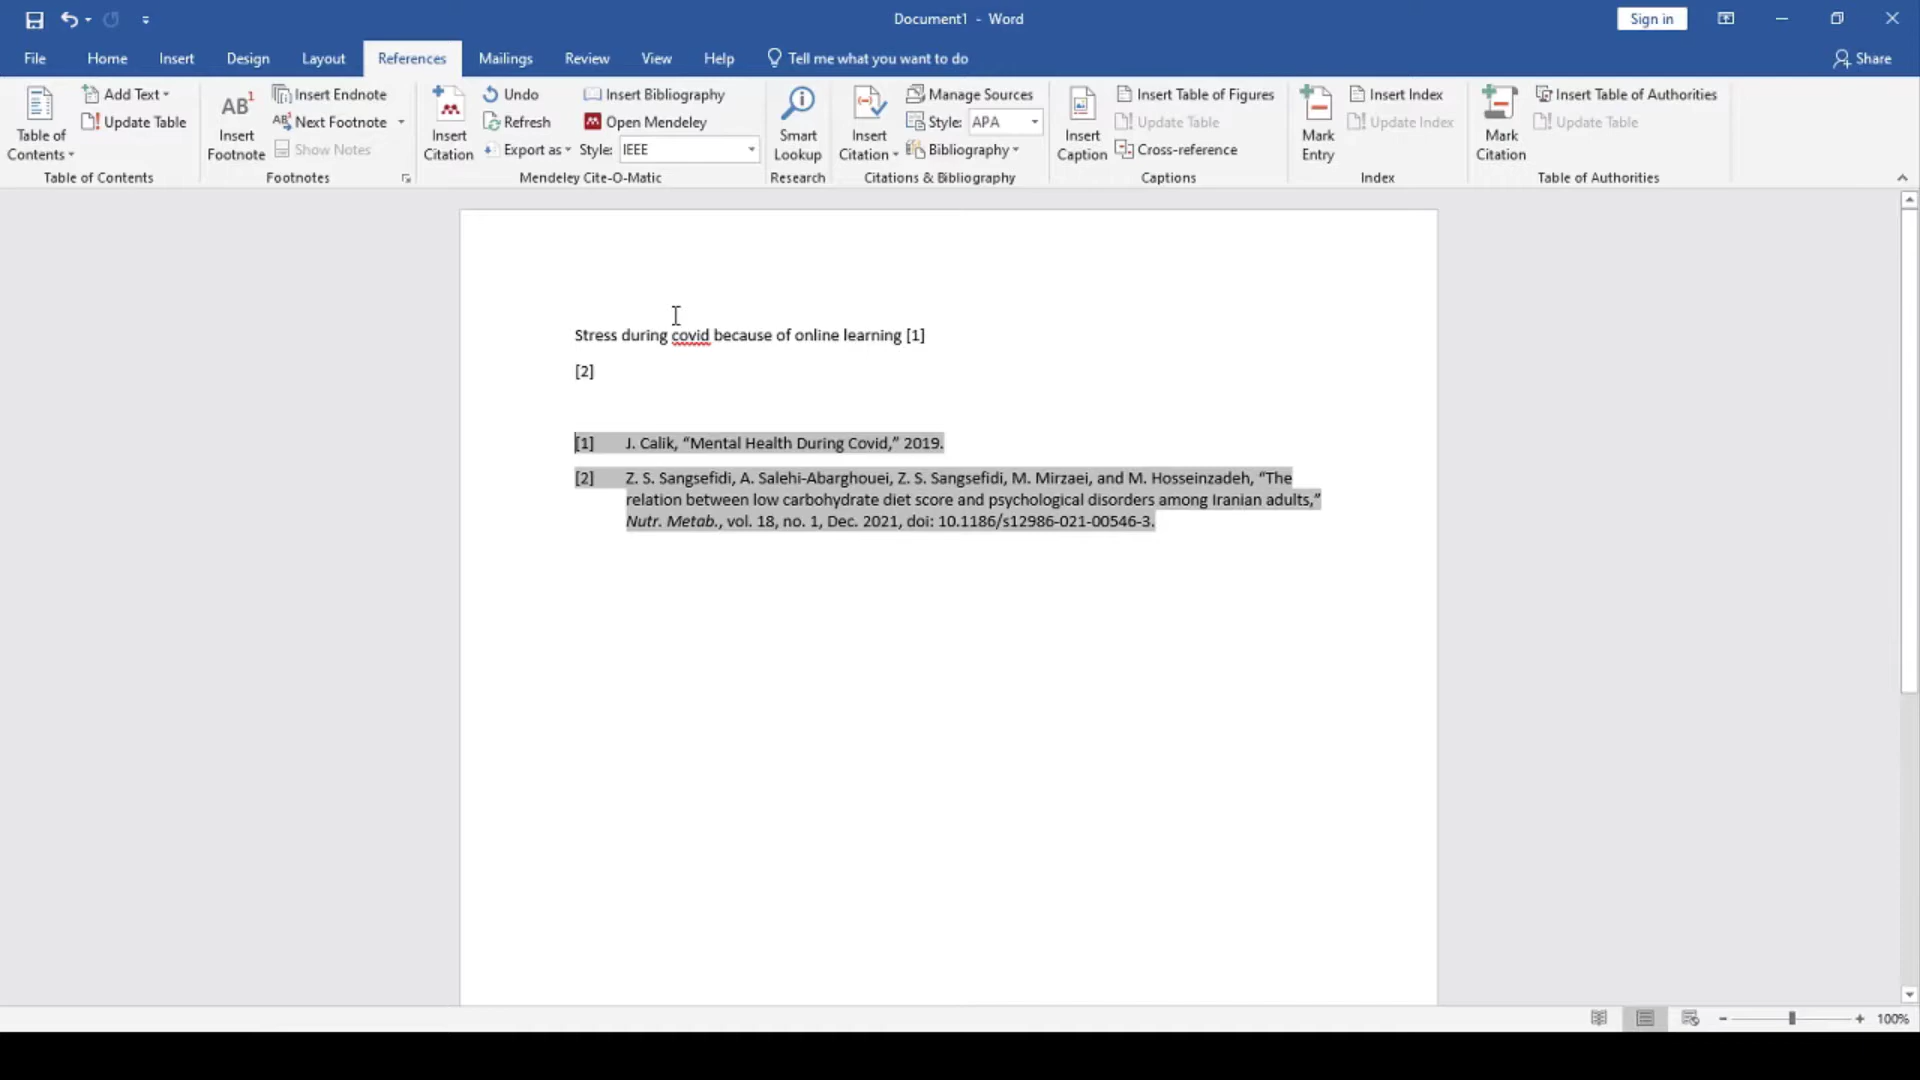 Document1 - Word
Sign in
File Home Insert Design Layout References Mailings Review View Help Tell me what you want to do Share
Table of Contents
Add Text
Update Table
Table of Contents
AB1 Insert Footnote
Insert Endnote
AB1 Next Footnote
Show Notes
Footnotes
Insert Citation
Undo
Refresh
Export as
Insert Bibliography
Open Mendeley
Style: IEEE
Mendeley Cite-O-Matic
Smart Lookup
Research
Insert Citation
Manage Sources
Style: APA
Bibliography
Citations & Bibliography
Insert Caption
Insert Table of Figures
Update Table
Cross-reference
Captions
Mark Entry
Insert Index
Update Index
Index
Mark Citation
Insert Table of Authorities
Update Table
Table of Authorities
Stress during covid because of online learning [1]
[2]
[1] J. Calik, “Mental Health During Covid,” 2019.
[2] Z. S. Sangsefidi, A. Salehi-Abarghouei, Z. S. Sangsefidi, M. Mirzaei, and M. Hosseinzadeh, “The
relation between low carbohydrate diet score and psychological disorders among Iranian adults,”
Nutr. Metab., vol. 18, no. 1, Dec. 2021, doi: 10.1186/s12986-021-00546-3.
100%